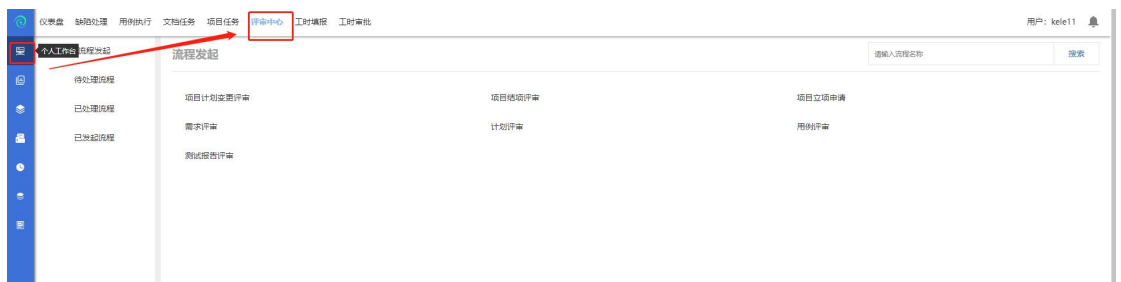 仪表盘 缺陷处理 用例执行 文档任务 项目任务 评审中心 工时填报 工时审批 用户: kele11
个人工作台 流程发起
待处理流程
已处理流程
已发起流程
流程发起 请输入流程名称 搜索
项目计划变更评审 项目结项评审 项目立项申请
需求评审 计划评审 用例评审
测试报告评审